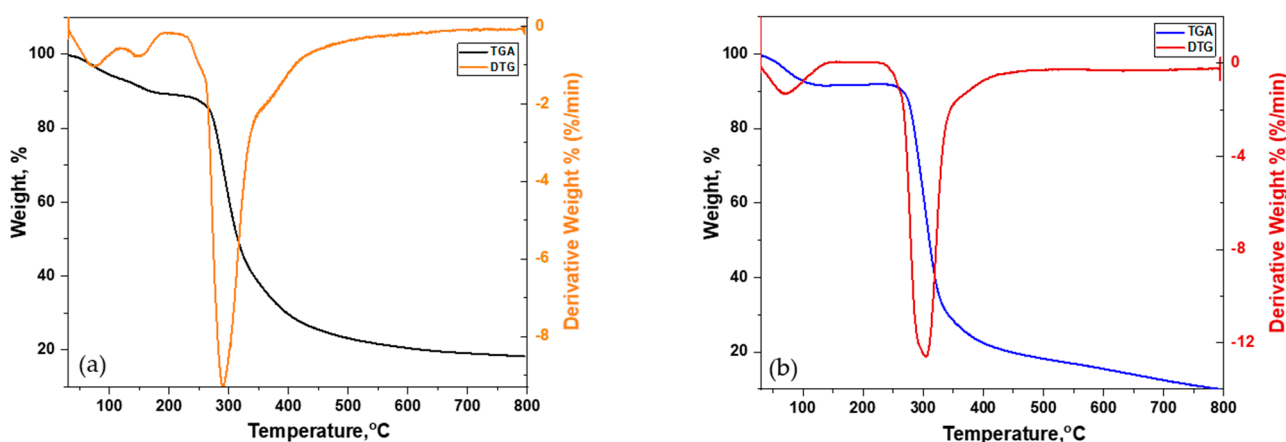 TGA
DTG
100
80
60
40
20
Weight, %
0
-2
-4
-6
-8
Derivative Weight % (%/min)
(a)
100 200 300 400 500 600 700 800
Temperature,°C
TGA
DTG
100
80
60
40
20
Weight, %
0
-4
-8
-12
Derivative Weight % (%/min)
(b)
100 200 300 400 500 600 700 800
Temperature,°C